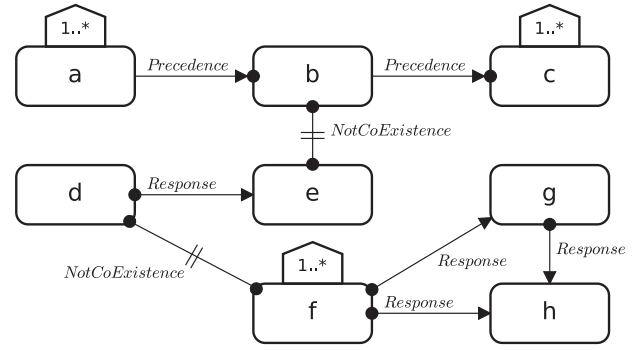 1..*
1..*
a
Precedence
b
Precedence
c
NotCoExistence
d
Response
e
g
NotCoExistence
1..*
Response
Response
f
Response
h